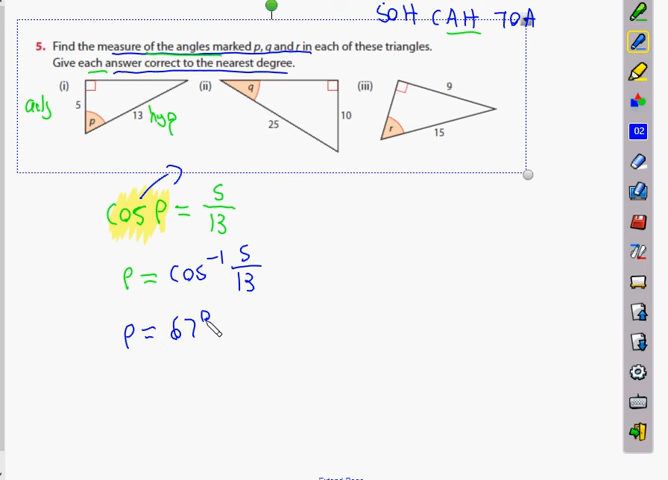 SOH CAH TOA
5. Find the measure of the angles marked p, q and r in each of these triangles.
Give each answer correct to the nearest degree.
(i) (ii) (iii)
adj 5 p 13 hyp
q 25 10
9 r 15
cos p = 5/13
p = cos⁻¹ 5/13
p = 67°
02